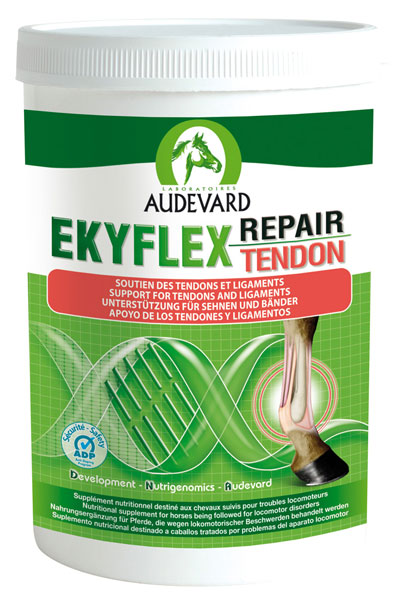 LABORATOIRES
AUDEVARD
EKYFLEX REPAIR TENDON
SOUTIEN DES TENDONS ET LIGAMENTS
SUPPORT FOR TENDONS AND LIGAMENTS
UNTERSTÜTZUNG FÜR SEHNEN UND BÄNDER
APOYO DE LOS TENDONES Y LIGAMENTOS
Sécurité - Safety
ADP
Development - Nutrigenomics - Audevard
Supplément nutritionnel destiné aux chevaux suivis pour troubles locomoteurs
Nutritional supplement for horses being followed for locomotor disorders
Nahrungsergänzung für Pferde, die wegen lokomotorischer Beschwerden behandelt werden
Suplemento nutricional destinado a caballos tratados por problemas del aparato locomotor